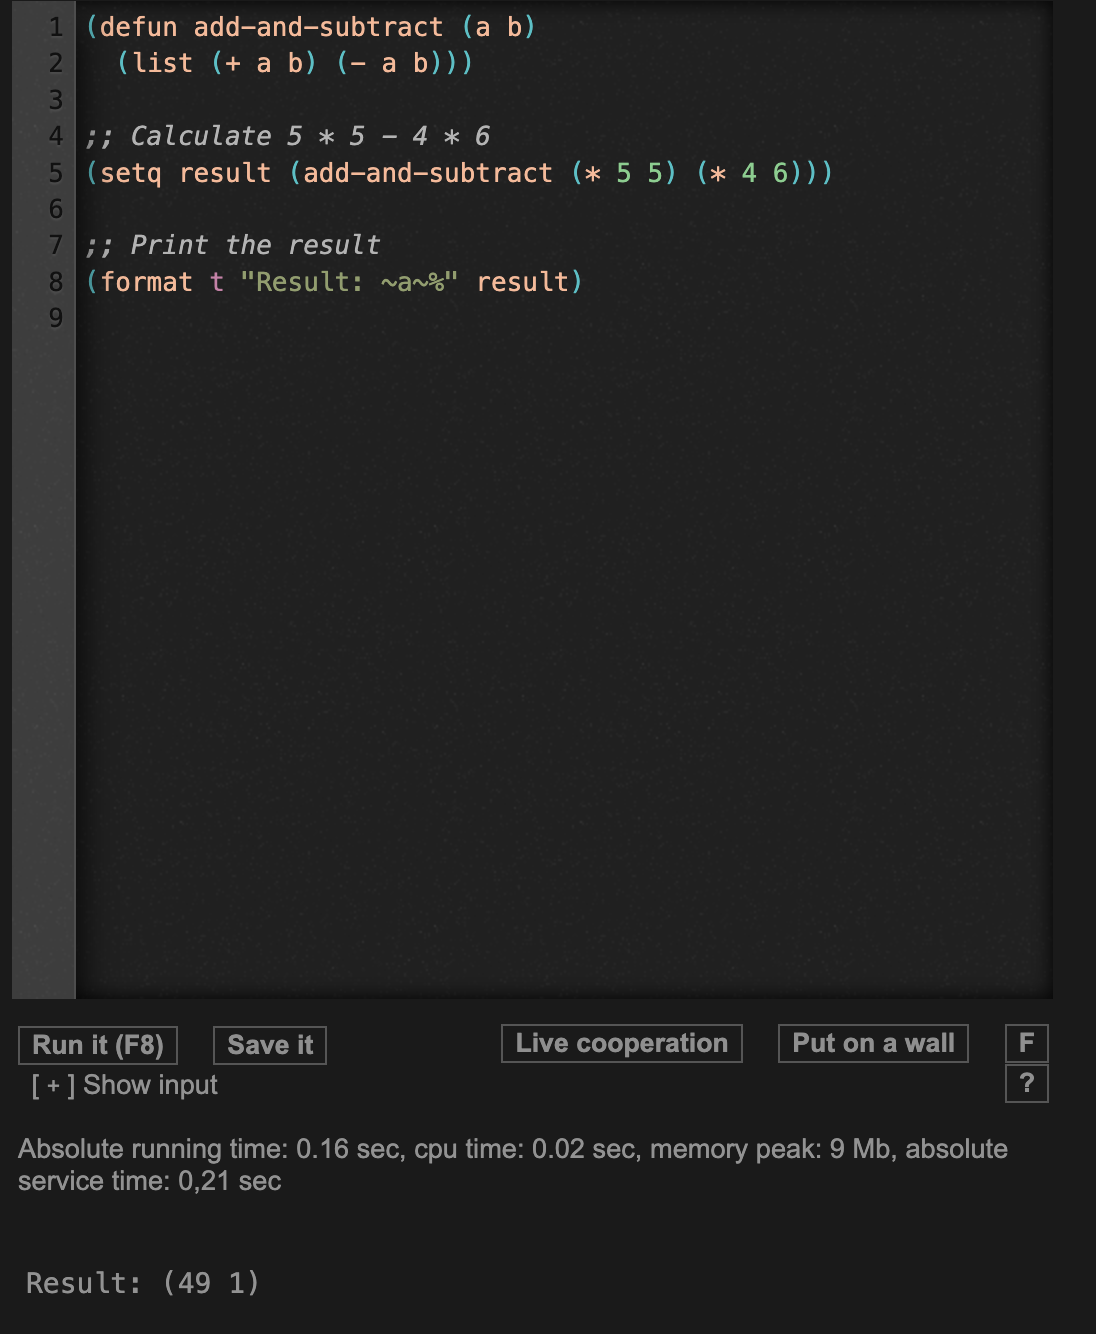 1 (defun add-and-subtract (a b)
2   (list (+ a b) (- a b)))
3
4 ;; Calculate 5 * 5 - 4 * 6
5 (setq result (add-and-subtract (* 5 5) (* 4 6)))
6
7 ;; Print the result
8 (format t "Result: ~a~%" result)
9
Run it (F8) Save it Live cooperation Put on a wall F
[ + ] Show input ?
Absolute running time: 0.16 sec, cpu time: 0.02 sec, memory peak: 9 Mb, absolute
service time: 0,21 sec
Result: (49 1)